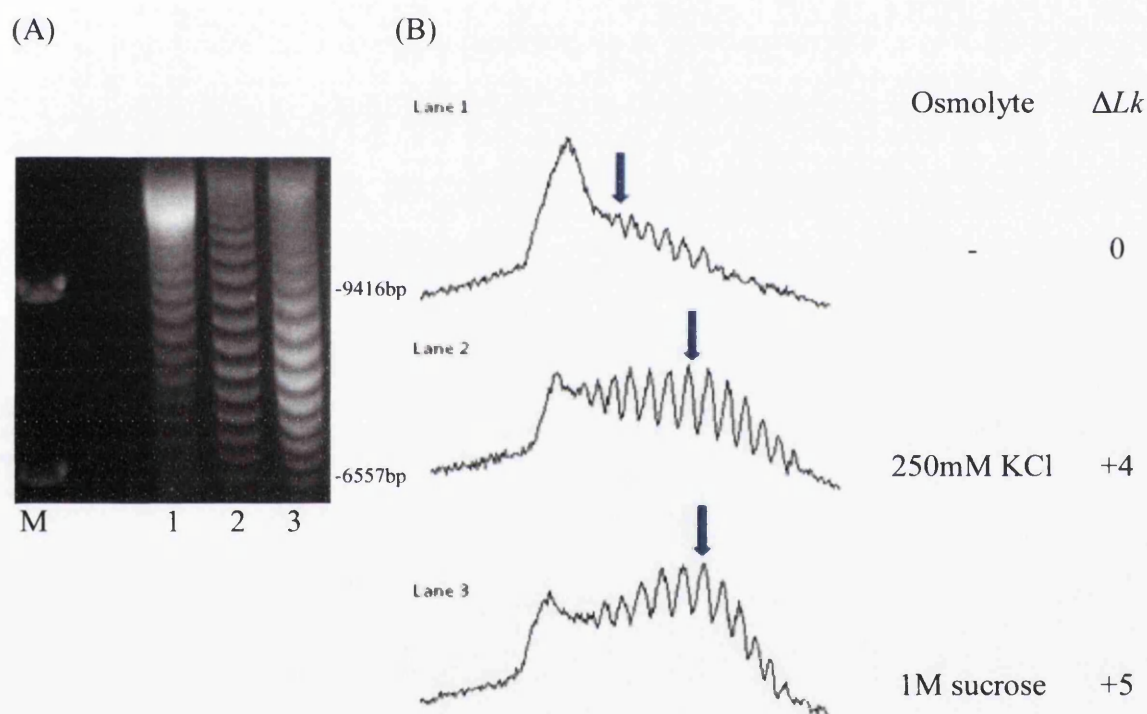 (A)
(B)
Lane 1
Osmolyte ΔLk
- 0
-9416bp
Lane 2
250mM KCl +4
-6557bp
M 1 2 3
Lane 3
1M sucrose +5